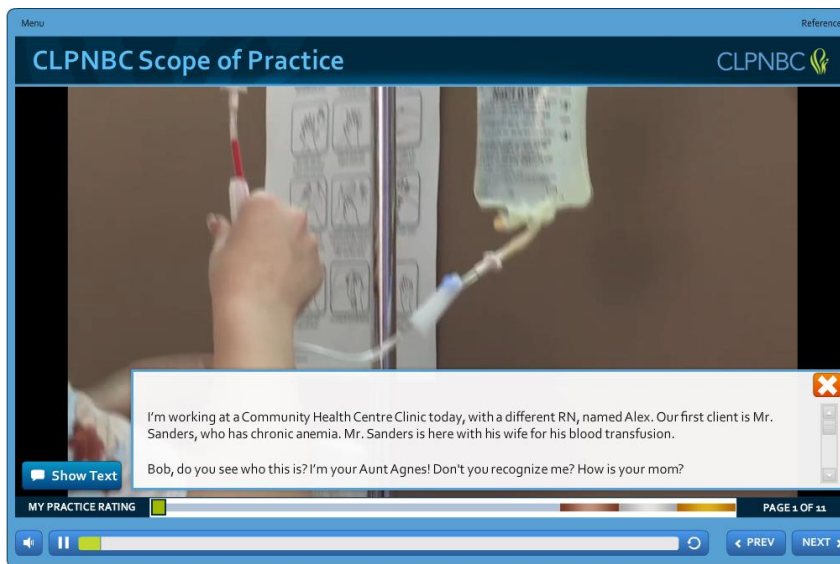 Menu
Reference
CLPNBC Scope of Practice
CLPNBC
I'm working at a Community Health Centre Clinic today, with a different RN, named Alex. Our first client is Mr.
Sanders, who has chronic anemia. Mr. Sanders is here with his wife for his blood transfusion.
Bob, do you see who this is? I'm your Aunt Agnes! Don't you recognize me? How is your mom?
Show Text
MY PRACTICE RATING
PAGE 1 OF 11
PREV
NEXT